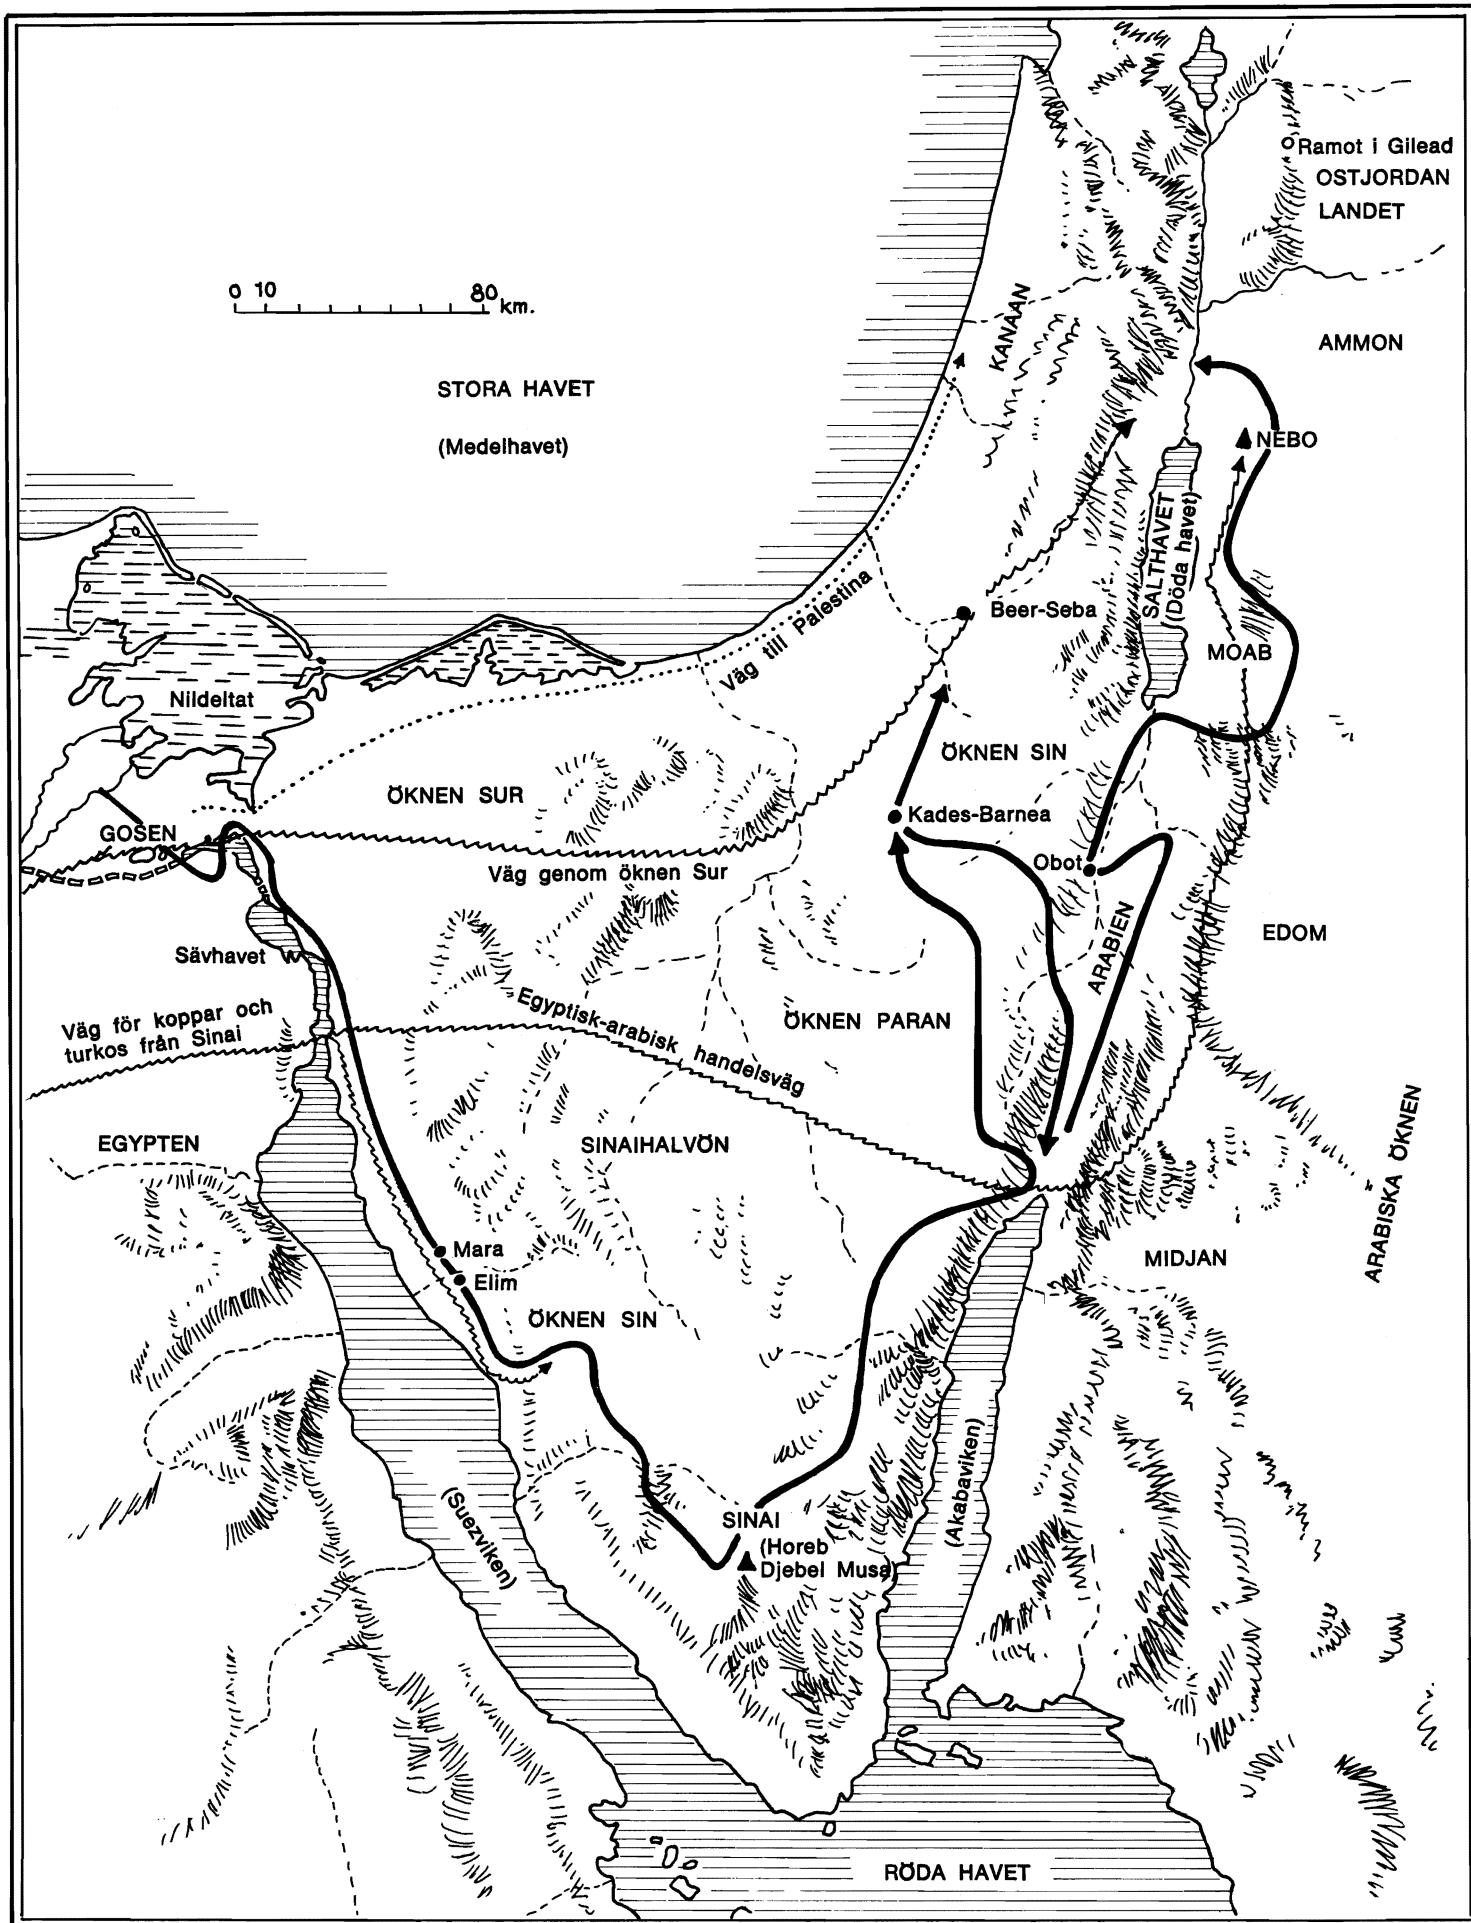 Ramot i Gilead
OSTJORDAN
LANDET
0 10 80 km.
KANAAN
AMMON
STORA HAVET
(Medelhavet)
NEBO
SALTHAVET
(Döda havet)
Väg till Palestina
Beer-Seba
MOAB
Nildeltat
ÖKNEN SIN
ÖKNEN SUR
Kades-Barnea
GOSEN
Obot
Väg genom öknen Sur
ARABIEN
EDOM
Sävhavet
Egyptisk-arabisk handelsväg
Väg för koppar och
turkos från Sinai
ÖKNEN PARAN
EGYPTEN
SINAIHALVÖN
ARABISKA ÖKNEN
Mara
MIDJAN
Elim
ÖKNEN SIN
(Akabaviken)
(Suezviken)
SINAI
(Horeb
Djebel Musa)
RÖDA HAVET